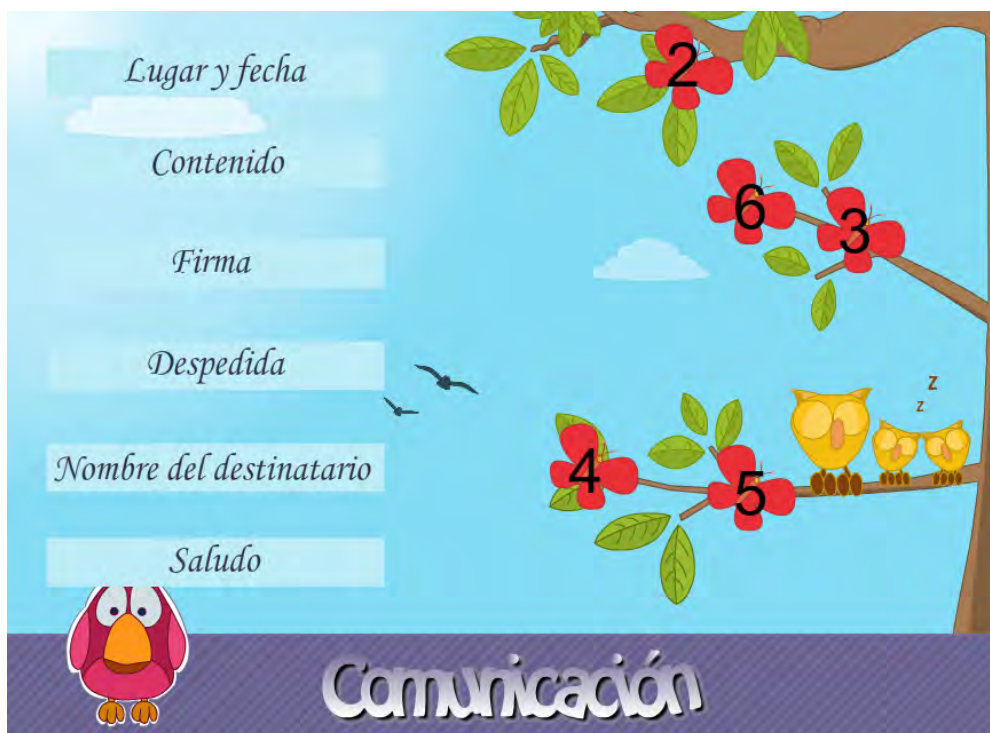 Lugar y fecha
Contenido
Firma
Despedida
Nombre del destinatario
Saludo
2
6
3
4
5
z
z
Comunicación